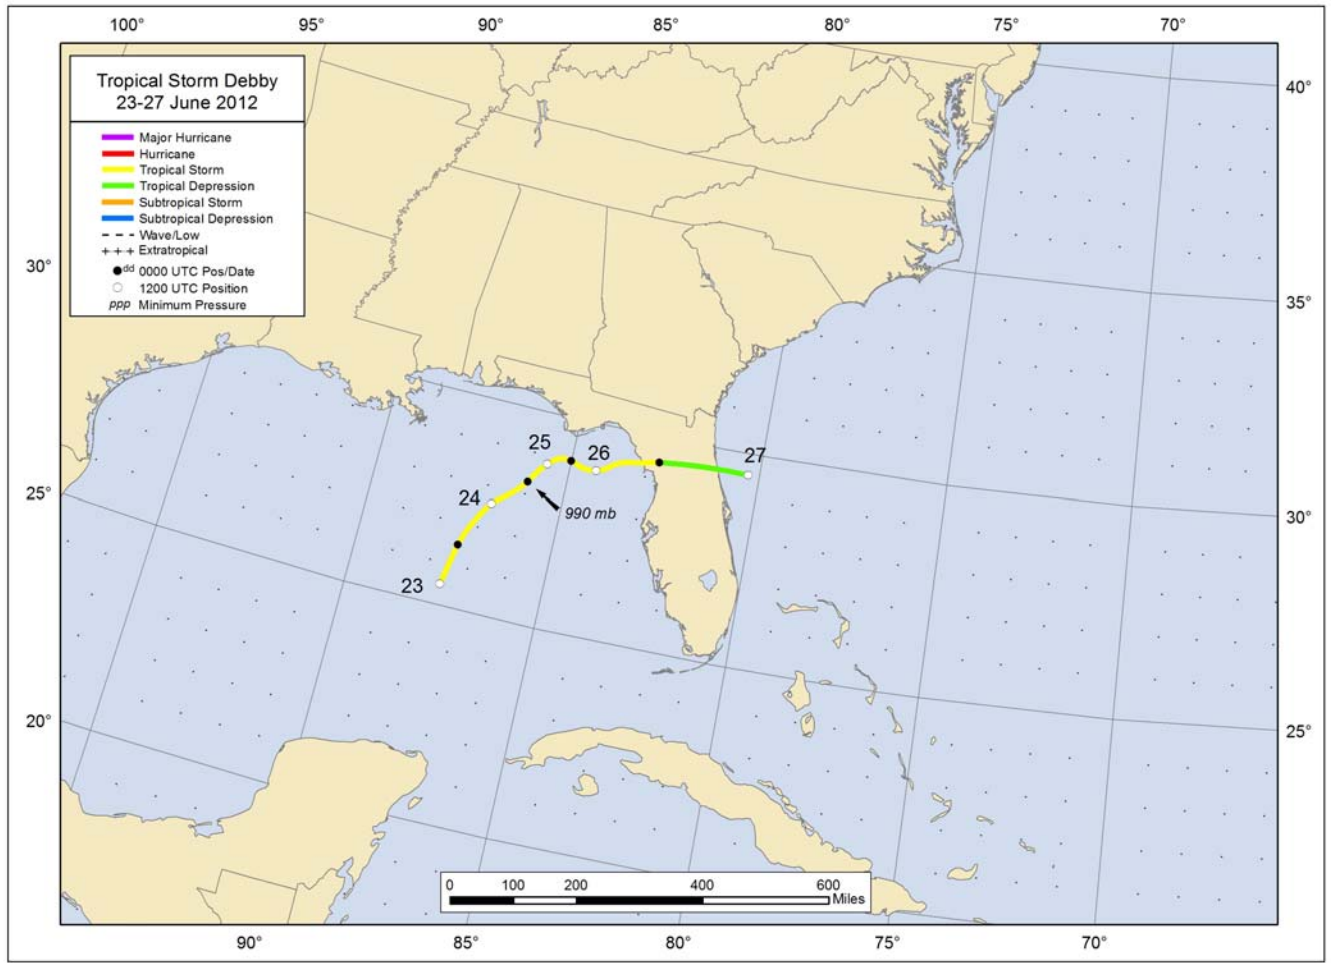 100° 95° 90° 85° 80° 75° 70°
Tropical Storm Debby
23-27 June 2012
Major Hurricane
Hurricane
Tropical Storm
Tropical Depression
Subtropical Storm
Subtropical Depression
Wave/Low
+++ Extratropical
dd 0000 UTC Pos/Date
1200 UTC Position
ppp Minimum Pressure
40°
30°
35°
25
26
27
25°
24
990 mb
30°
23
20°
25°
0 100 200 400 600
Miles
90° 85° 80° 75° 70°